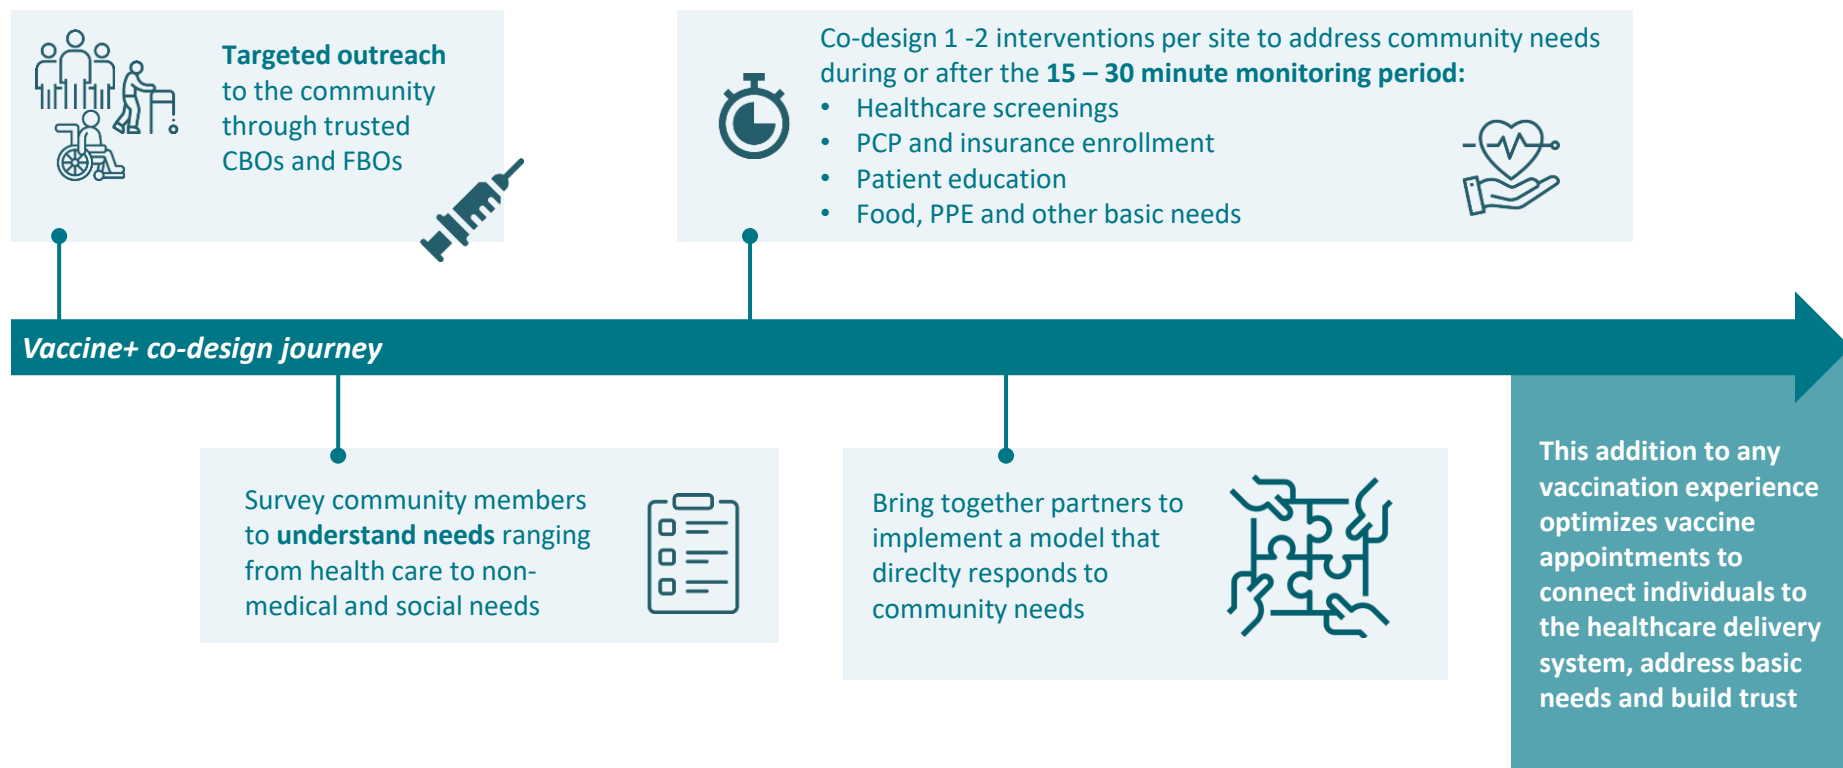 Targeted outreach
to the community
through trusted
CBOs and FBOs
Co-design 1 -2 interventions per site to address community needs
during or after the 15 – 30 minute monitoring period:
• Healthcare screenings
• PCP and insurance enrollment
• Patient education
• Food, PPE and other basic needs
Vaccine+ co-design journey
Survey community members
to understand needs ranging
from health care to non-
medical and social needs
Bring together partners to
implement a model that
direclty responds to
community needs
This addition to any
vaccination experience
optimizes vaccine
appointments to
connect individuals to
the healthcare delivery
system, address basic
needs and build trust